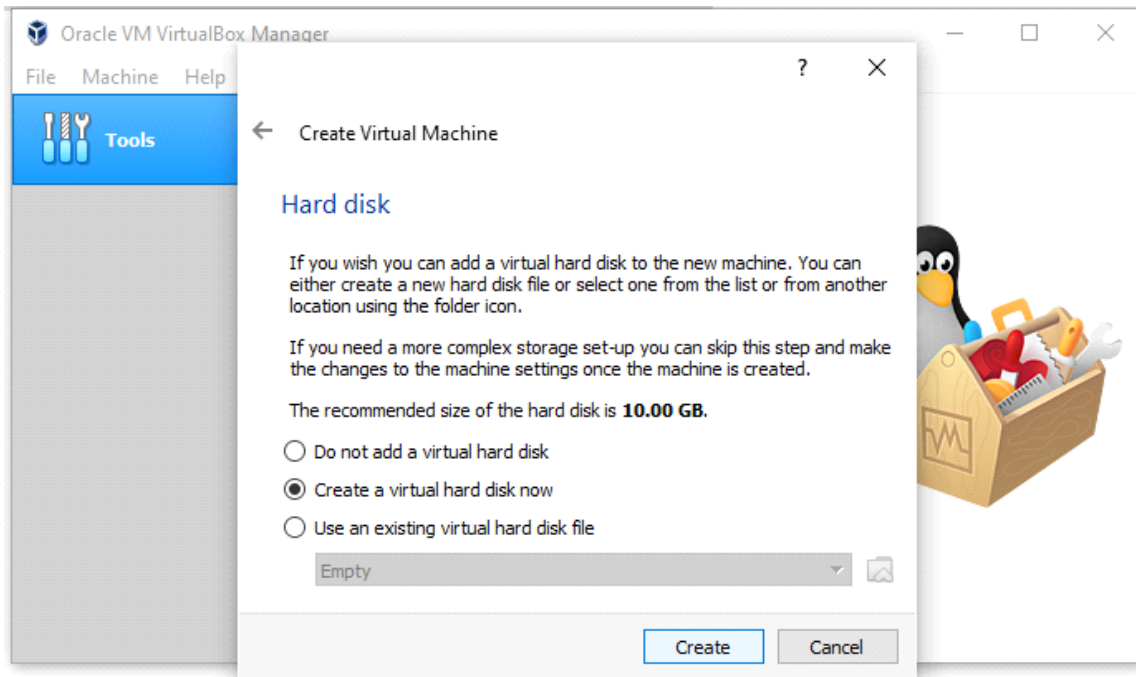 Oracle VM VirtualBox Manager
File Machine Help
Tools
?
Create Virtual Machine
Hard disk
If you wish you can add a virtual hard disk to the new machine. You can
either create a new hard disk file or select one from the list or from another
location using the folder icon.
If you need a more complex storage set-up you can skip this step and make
the changes to the machine settings once the machine is created.
The recommended size of the hard disk is 10.00 GB.
Do not add a virtual hard disk
Create a virtual hard disk now
Use an existing virtual hard disk file
Empty
Create Cancel